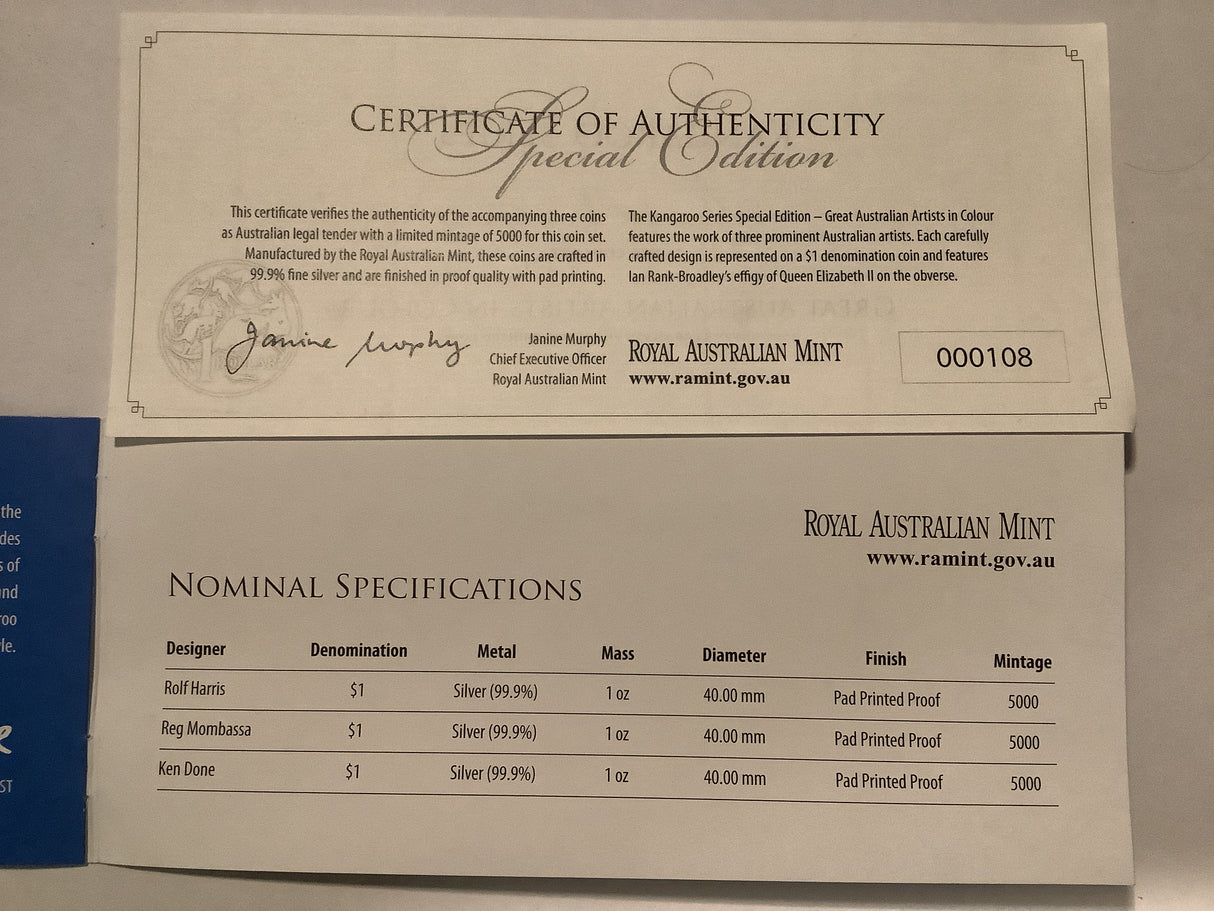 CERTIFICATE OF AUTHENTICITY
Special Edition
This certificate verifies the authenticity of the accompanying three coins
as Australian legal tender with a limited mintage of 5000 for this coin set.
Manufactured by the Royal Australian Mint, these coins are crafted in
99.9% fine silver and are finished in proof quality with pad printing.
The Kangaroo Series Special Edition – Great Australian Artists in Colour
features the work of three prominent Australian artists. Each carefully
crafted design is represented on a $1 denomination coin and features
Ian Rank-Broadley's effigy of Queen Elizabeth II on the obverse.
Janine Murphy
Janine Murphy
Chief Executive Officer
Royal Australian Mint
ROYAL AUSTRALIAN MINT
www.ramint.gov.au
000108
the
des
s of
nd
roo
le.
ST
ROYAL AUSTRALIAN MINT
www.ramint.gov.au
NOMINAL SPECIFICATIONS
Designer Denomination Metal Mass Diameter Finish Mintage
Rolf Harris $1 Silver (99.9%) 1 oz 40.00 mm Pad Printed Proof 5000
Reg Mombassa $1 Silver (99.9%) 1 oz 40.00 mm Pad Printed Proof 5000
Ken Done $1 Silver (99.9%) 1 oz 40.00 mm Pad Printed Proof 5000